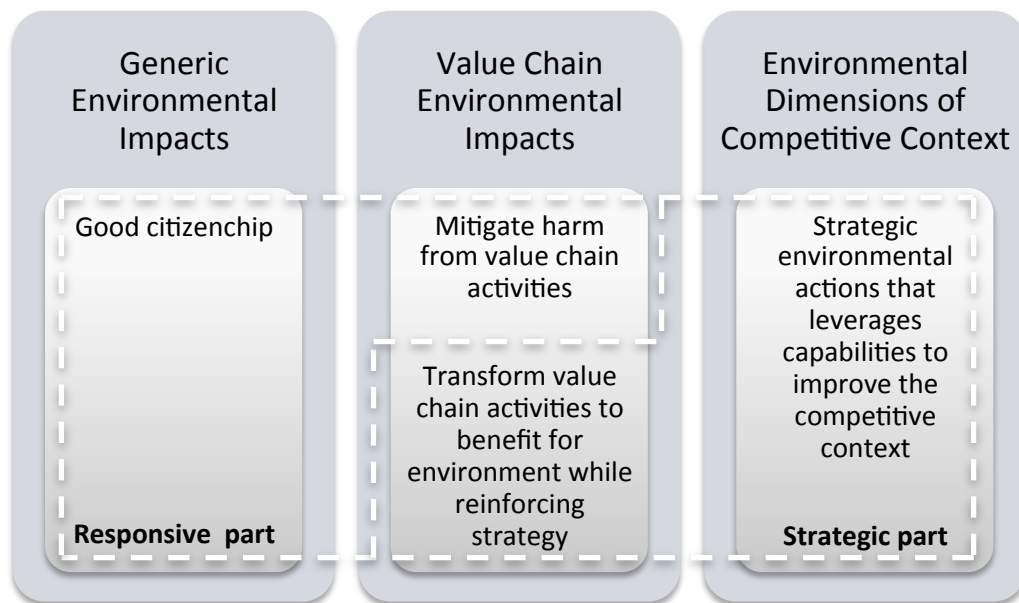 Generic
Environmental
Impacts
Good citizenchip
Responsive part
Value Chain
Environmental
Impacts
Mitigate harm
from value chain
activities
Transform value
chain activities to
benefit for
environment while
reinforcing
strategy
Environmental
Dimensions of
Competitive Context
Strategic
environmental
actions that
leverages
capabilities to
improve the
competitive
context
Strategic part